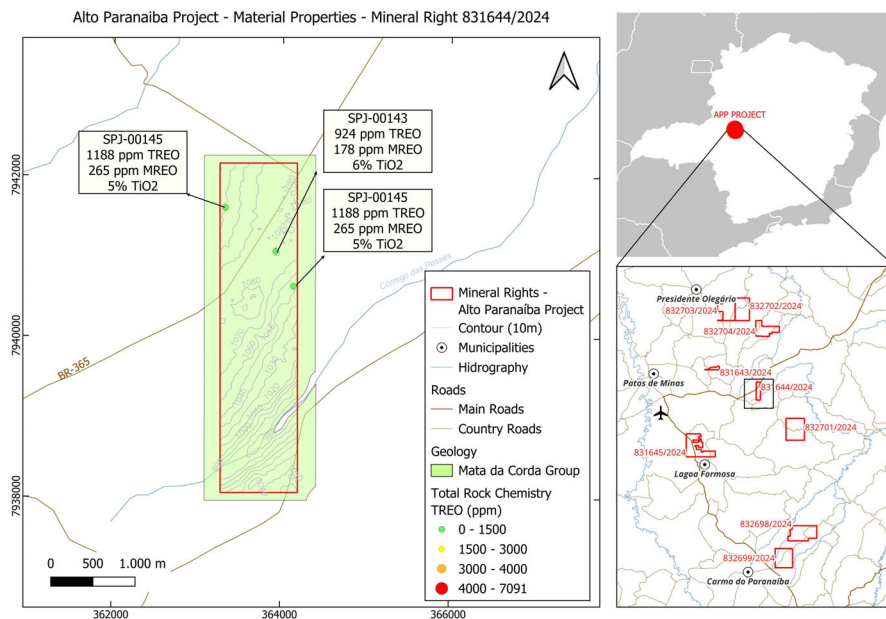 Alto Paranaiba Project - Material Properties - Mineral Right 831644/2024
7942000
7940000
7938000
362000
364000
366000
SPJ-00145
1188 ppm TREO
265 ppm MREO
5% TiO2
SPJ-00143
924 ppm TREO
178 ppm MREO
6% TiO2
SPJ-00145
1188 ppm TREO
265 ppm MREO
5% TiO2
BR-365
Córrego das Posses
1080
0 500 1.000 m
Mineral Rights -
Alto Paranaíba Project
Contour (10m)
Municipalities
Hidrography
Roads
Main Roads
Country Roads
Geology
Mata da Corda Group
Total Rock Chemistry
TREO (ppm)
0 - 1500
1500 - 3000
3000 - 4000
4000 - 7091
APP PROJECT
Presidente Olegário
832703/2024
832702/2024
832704/2024
831643/2024
Patos de Minas
831644/2024
832701/2024
831645/2024
Lagoa Formosa
832698/2024
832699/2024
Carmo do Paranaíba